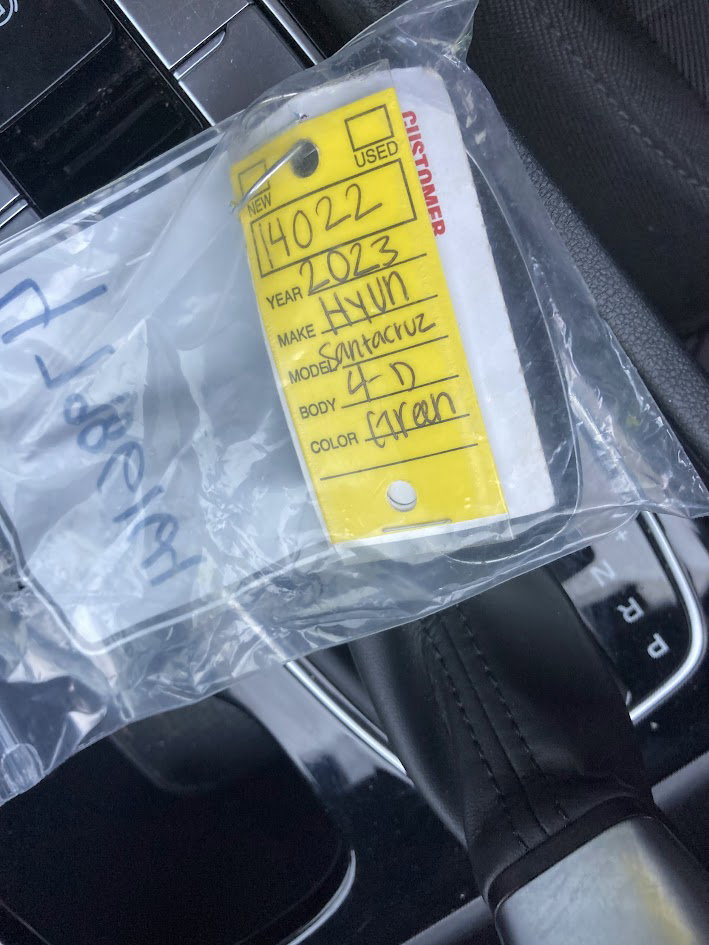 USED
NEW
14022
YEAR 2023
MAKE Hyun
MODEL Santacruz
BODY 4 D
COLOR Green
CUSTOMER
+
N
R
P